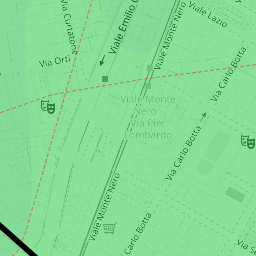 Viale Lazio
Via Curtatone
Viale Emilio
Viale Monte Nero
Via Orti
Via Carlo Botta
Viale Monte
Nero
Via Pier
Lombardo
Via Carlo Botta
Viale Monte Nero
Carlo Botta